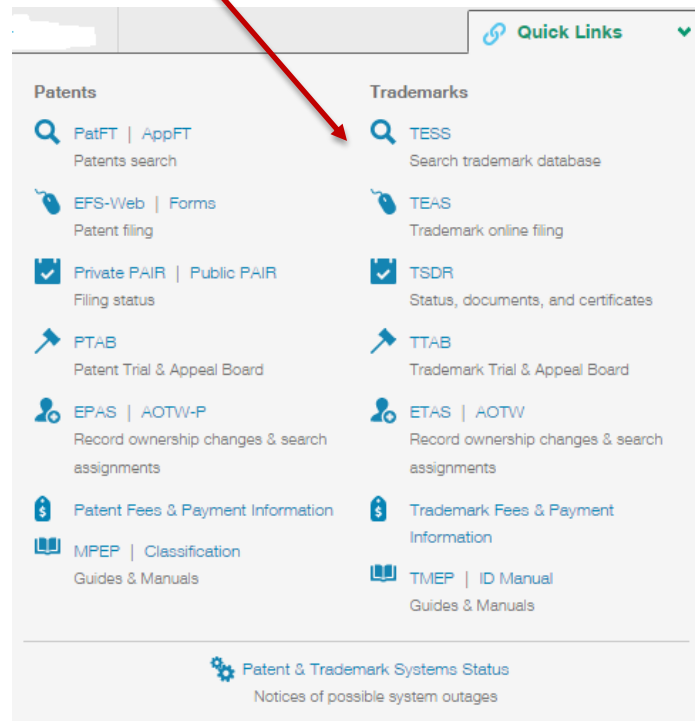 Quick Links
Patents
PatFT | AppFT
Patents search
EFS-Web | Forms
Patent filing
Private PAIR | Public PAIR
Filing status
PTAB
Patent Trial & Appeal Board
EPAS | AOTW-P
Record ownership changes & search
assignments
Patent Fees & Payment Information
MPEP | Classification
Guides & Manuals
Trademarks
TESS
Search trademark database
TEAS
Trademark online filing
TSDR
Status, documents, and certificates
TTAB
Trademark Trial & Appeal Board
ETAS | AOTW
Record ownership changes & search
assignments
Trademark Fees & Payment
Information
TMEP | ID Manual
Guides & Manuals
Patent & Trademark Systems Status
Notices of possible system outages